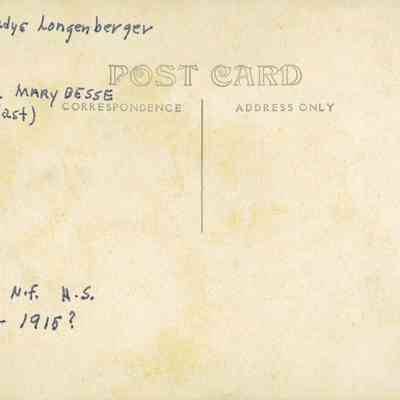 dys Longenberger
POST CARD
. MARY BESSE
CORRESPONDENCE
ADDRESS ONLY
ast)
N.f. H.S.
- 1915?